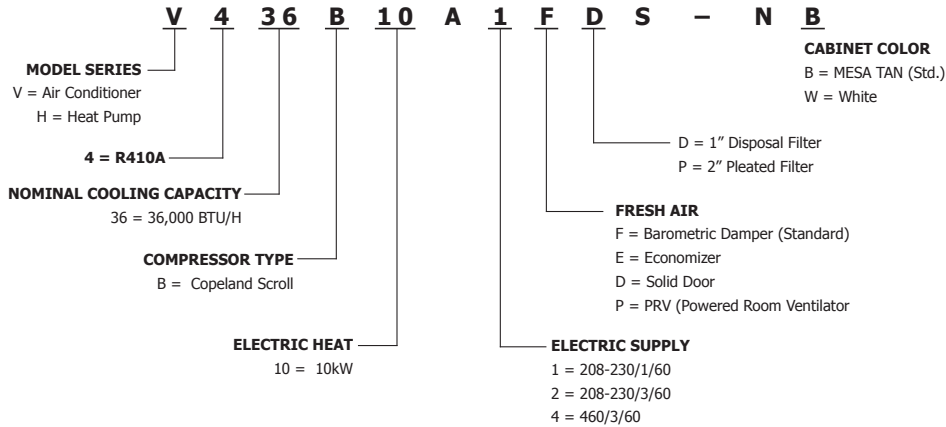 V 4 36 B 10 A 1 F D S – N B
CABINET COLOR
B = MESA TAN (Std.)
W = White
MODEL SERIES
V = Air Conditioner
H = Heat Pump
D = 1” Disposal Filter
P = 2” Pleated Filter
4 = R410A
NOMINAL COOLING CAPACITY
36 = 36,000 BTU/H
FRESH AIR
F = Barometric Damper (Standard)
E = Economizer
D = Solid Door
P = PRV (Powered Room Ventilator
COMPRESSOR TYPE
B = Copeland Scroll
ELECTRIC HEAT
10 = 10kW
ELECTRIC SUPPLY
1 = 208-230/1/60
2 = 208-230/3/60
4 = 460/3/60